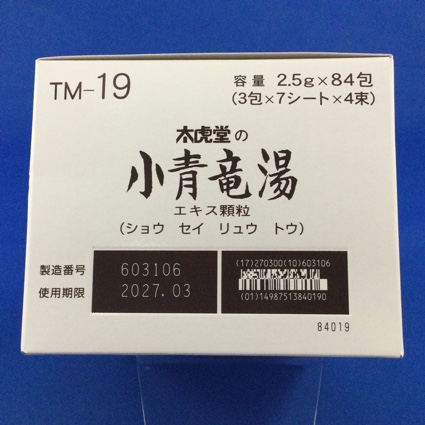 TM-19
容量 2.5g×84包
(3包×7シート×4束)
太虎堂の
小青竜湯
エキス顆粒
(ショウ セイ リュウ トウ)
製造番号 603106
使用期限 2027.03
(17)270300(10)603106
(01)14987513840190
84019